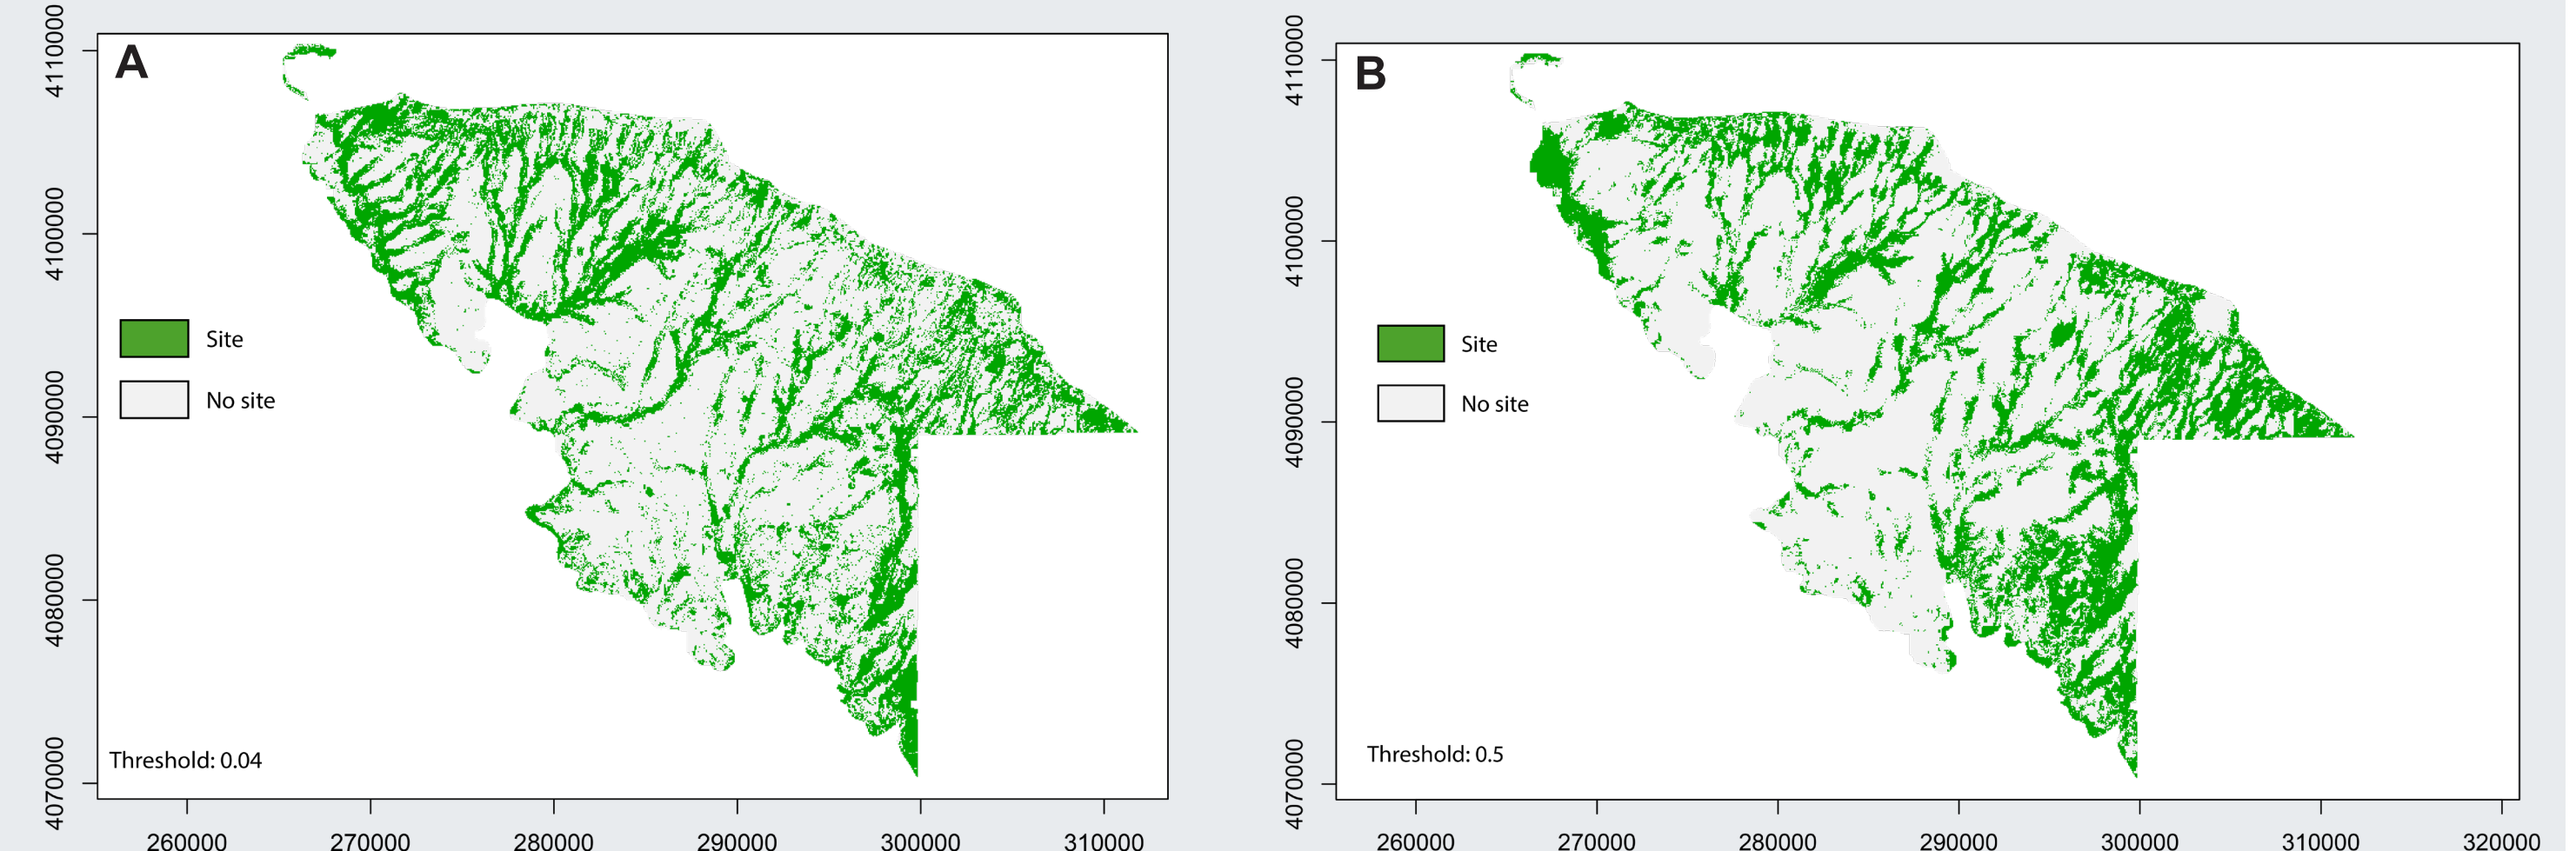 A
4110000
4100000
4090000
4080000
4070000
Site
No site
Threshold: 0.04
260000 270000 280000 290000 300000 310000
B
4110000
4100000
4090000
4080000
4070000
Site
No site
Threshold: 0.5
260000 270000 280000 290000 300000 310000 320000